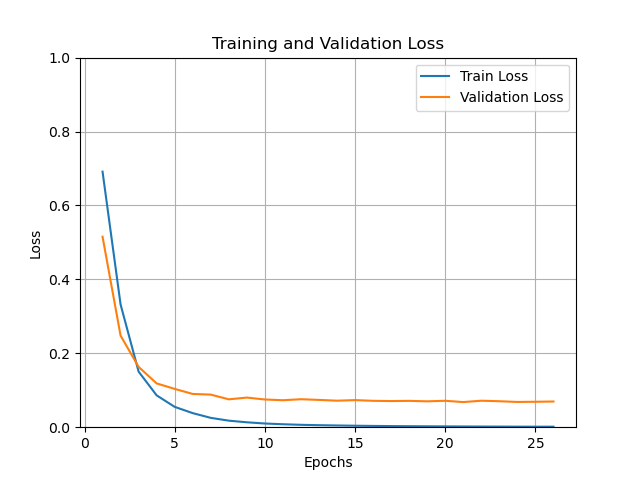 Training and Validation Loss
Train Loss
Validation Loss
1.0
0.8
0.6
0.4
0.2
0.0
Loss
0 5 10 15 20 25
Epochs